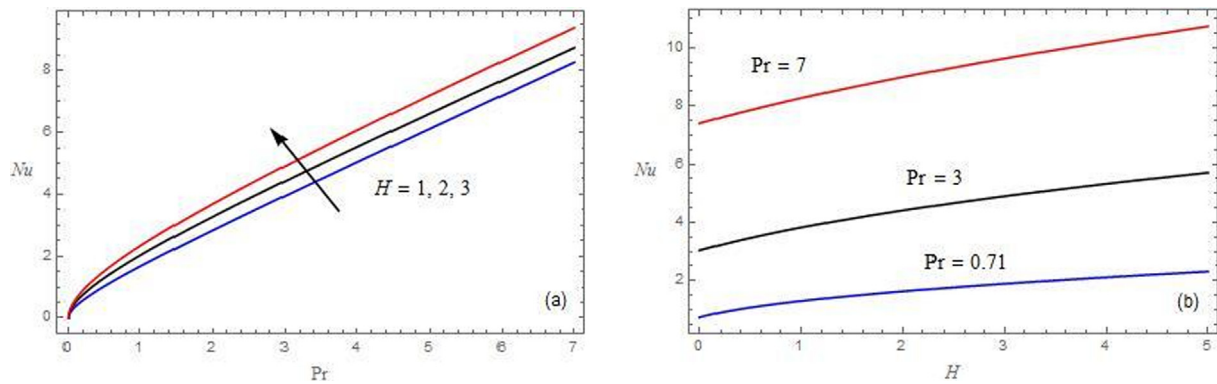 8
6
Nu
4
H = 1, 2, 3
2
0
(a)
0 1 2 3 4 5 6 7
Pr
10
Pr = 7
8
Nu
6
Pr = 3
4
Pr = 0.71
2
(b)
0 1 2 3 4 5
H